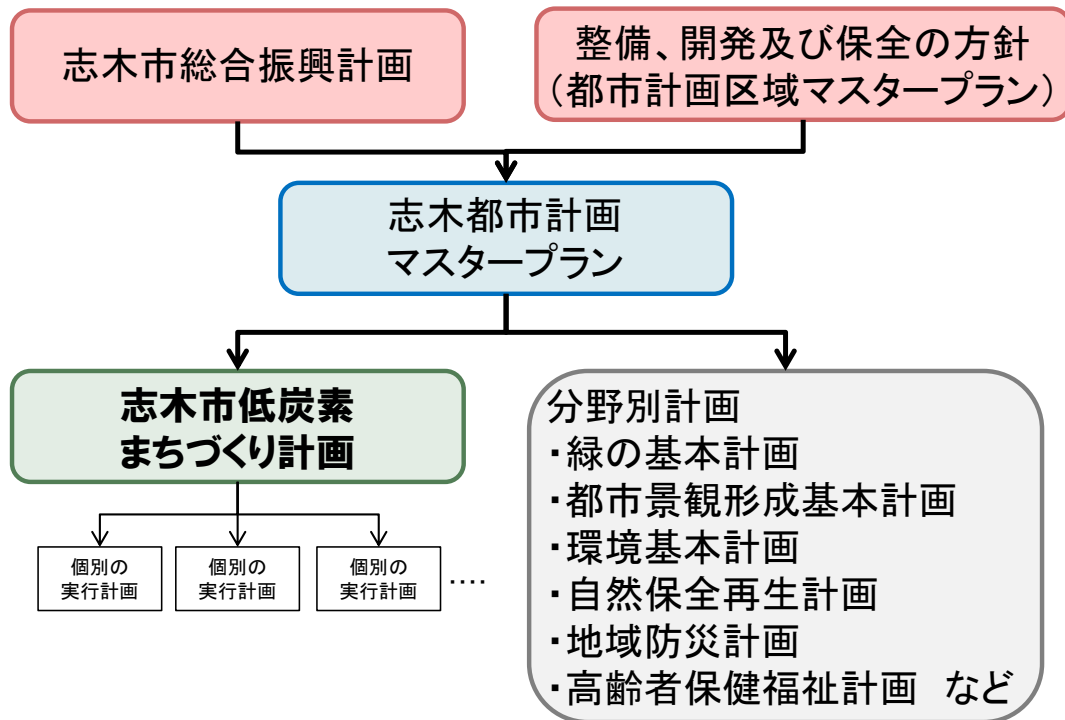 志木市総合振興計画
整備、開発及び保全の方針
（都市計画区域マスタープラン）
志木都市計画
マスタープラン
志木市低炭素
まちづくり計画
個別の
実行計画
個別の
実行計画
個別の
実行計画
････
分野別計画
・緑の基本計画
・都市景観形成基本計画
・環境基本計画
・自然保全再生計画
・地域防災計画
・高齢者保健福祉計画　など